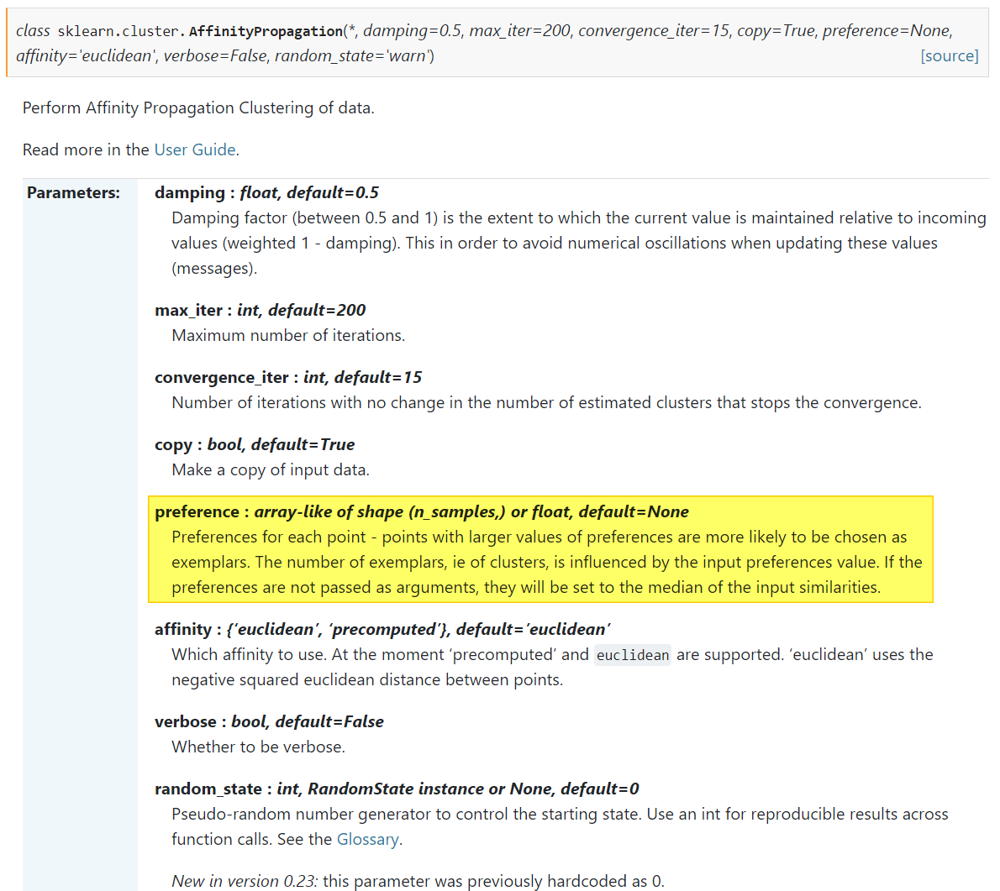 class sklearn.cluster.AffinityPropagation(*, damping=0.5, max_iter=200, convergence_iter=15, copy=True, preference=None,
affinity='euclidean', verbose=False, random_state='warn') [source]
Perform Affinity Propagation Clustering of data.
Read more in the User Guide.
Parameters: damping : float, default=0.5
Damping factor (between 0.5 and 1) is the extent to which the current value is maintained relative to incoming
values (weighted 1 - damping). This in order to avoid numerical oscillations when updating these values
(messages).
max_iter : int, default=200
Maximum number of iterations.
convergence_iter : int, default=15
Number of iterations with no change in the number of estimated clusters that stops the convergence.
copy : bool, default=True
Make a copy of input data.
preference : array-like of shape (n_samples,) or float, default=None
Preferences for each point - points with larger values of preferences are more likely to be chosen as
exemplars. The number of exemplars, ie of clusters, is influenced by the input preferences value. If the
preferences are not passed as arguments, they will be set to the median of the input similarities.
affinity : {‘euclidean’, ‘precomputed’}, default=’euclidean’
Which affinity to use. At the moment ‘precomputed’ and euclidean are supported. ‘euclidean’ uses the
negative squared euclidean distance between points.
verbose : bool, default=False
Whether to be verbose.
random_state : int, RandomState instance or None, default=0
Pseudo-random number generator to control the starting state. Use an int for reproducible results across
function calls. See the Glossary.
New in version 0.23: this parameter was previously hardcoded as 0.